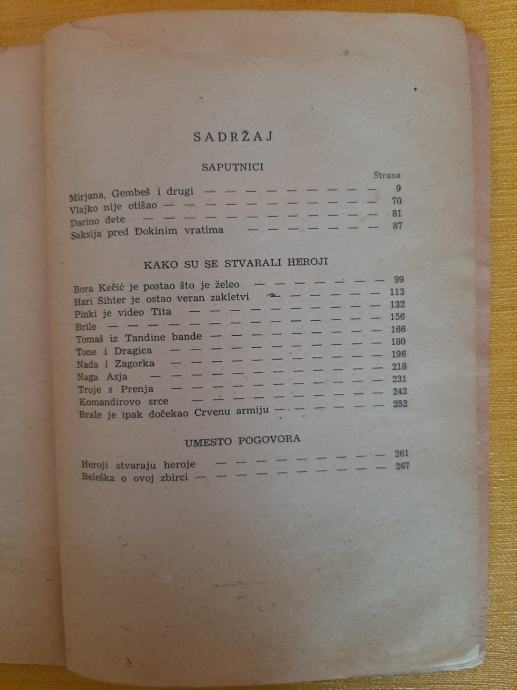 SADRŽAJ
SAPUTNICI
Strana
Mirjana, Gembeš i drugi — — — — — — — — 9
Vlajko nije otišao — — — — — — — — — 70
Darino dete — — — — — — — — — — 81
Saksija pred Đokinim vratima — — — — — — 87
KAKO SU SE STVARALI HEROJI
Bora Kečić je postao što je želeo — — — — — — 99
Hari Sihter je ostao veran zakletvi — — — — — 113
Pinki je video Tita — — — — — — — — — 132
Brile — — — — — — — — — — — — 156
Tomaš iz Tandine bande — — — — — — — — 166
Tone i Dragica — — — — — — — — — 180
Nada i Zagorka — — — — — — — — — 196
Naga Asja — — — — — — — — — — 218
Troje s Prenja — — — — — — — — — 231
Komandirovo srce — — — — — — — — — 242
Brale je ipak dočekao Crvenu armiju — — — — — 252
UMESTO POGOVORA
Heroji stvaraju heroje — — — — — — — 261
Beleška o ovoj zbirci — — — — — — — — 267